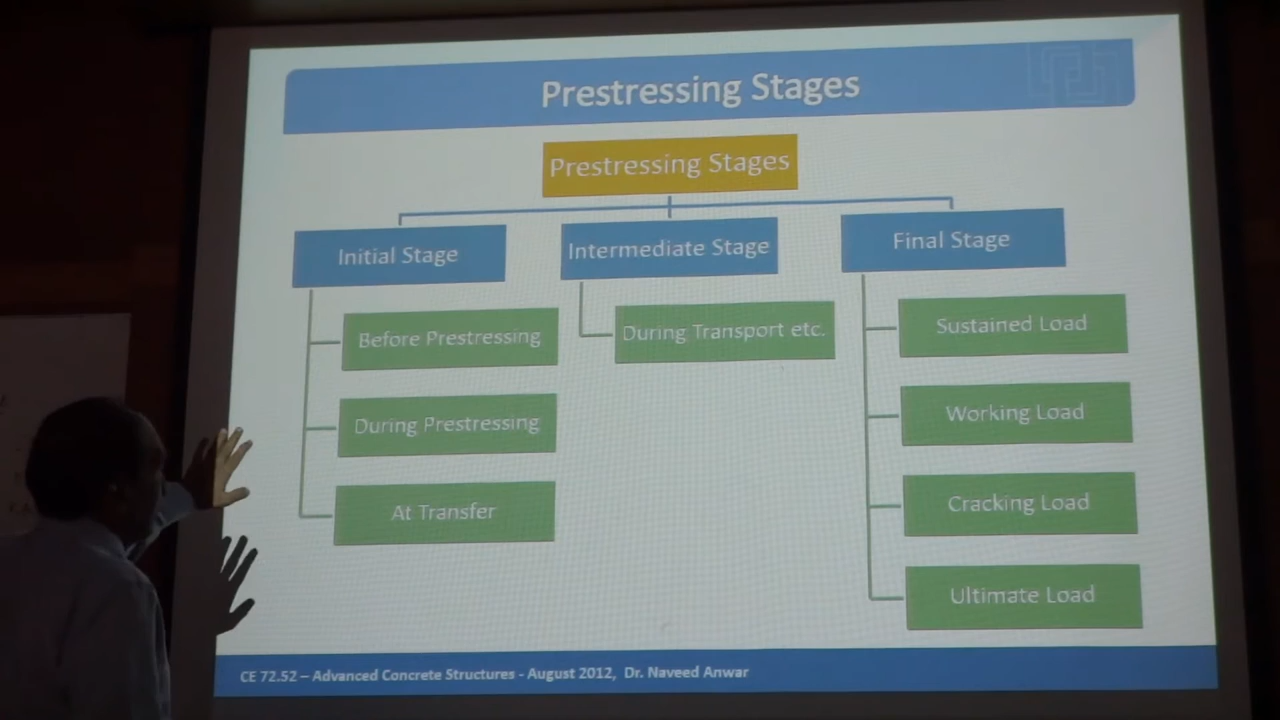 Prestressing Stages
Prestressing Stages
Initial Stage
Intermediate Stage
Final Stage
Before Prestressing
During Transport etc.
Sustained Load
During Prestressing
Working Load
At Transfer
Cracking Load
Ultimate Load
CE 72.52 – Advanced Concrete Structures - August 2012, Dr. Naveed Anwar